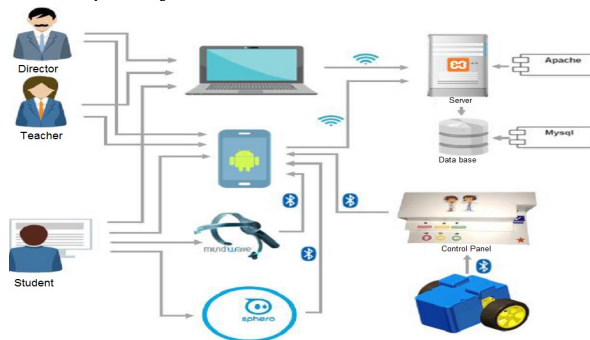 Director
Teacher
Server
Apache
Data base
Mysql
mindwave
Control Panel
Student
sphero